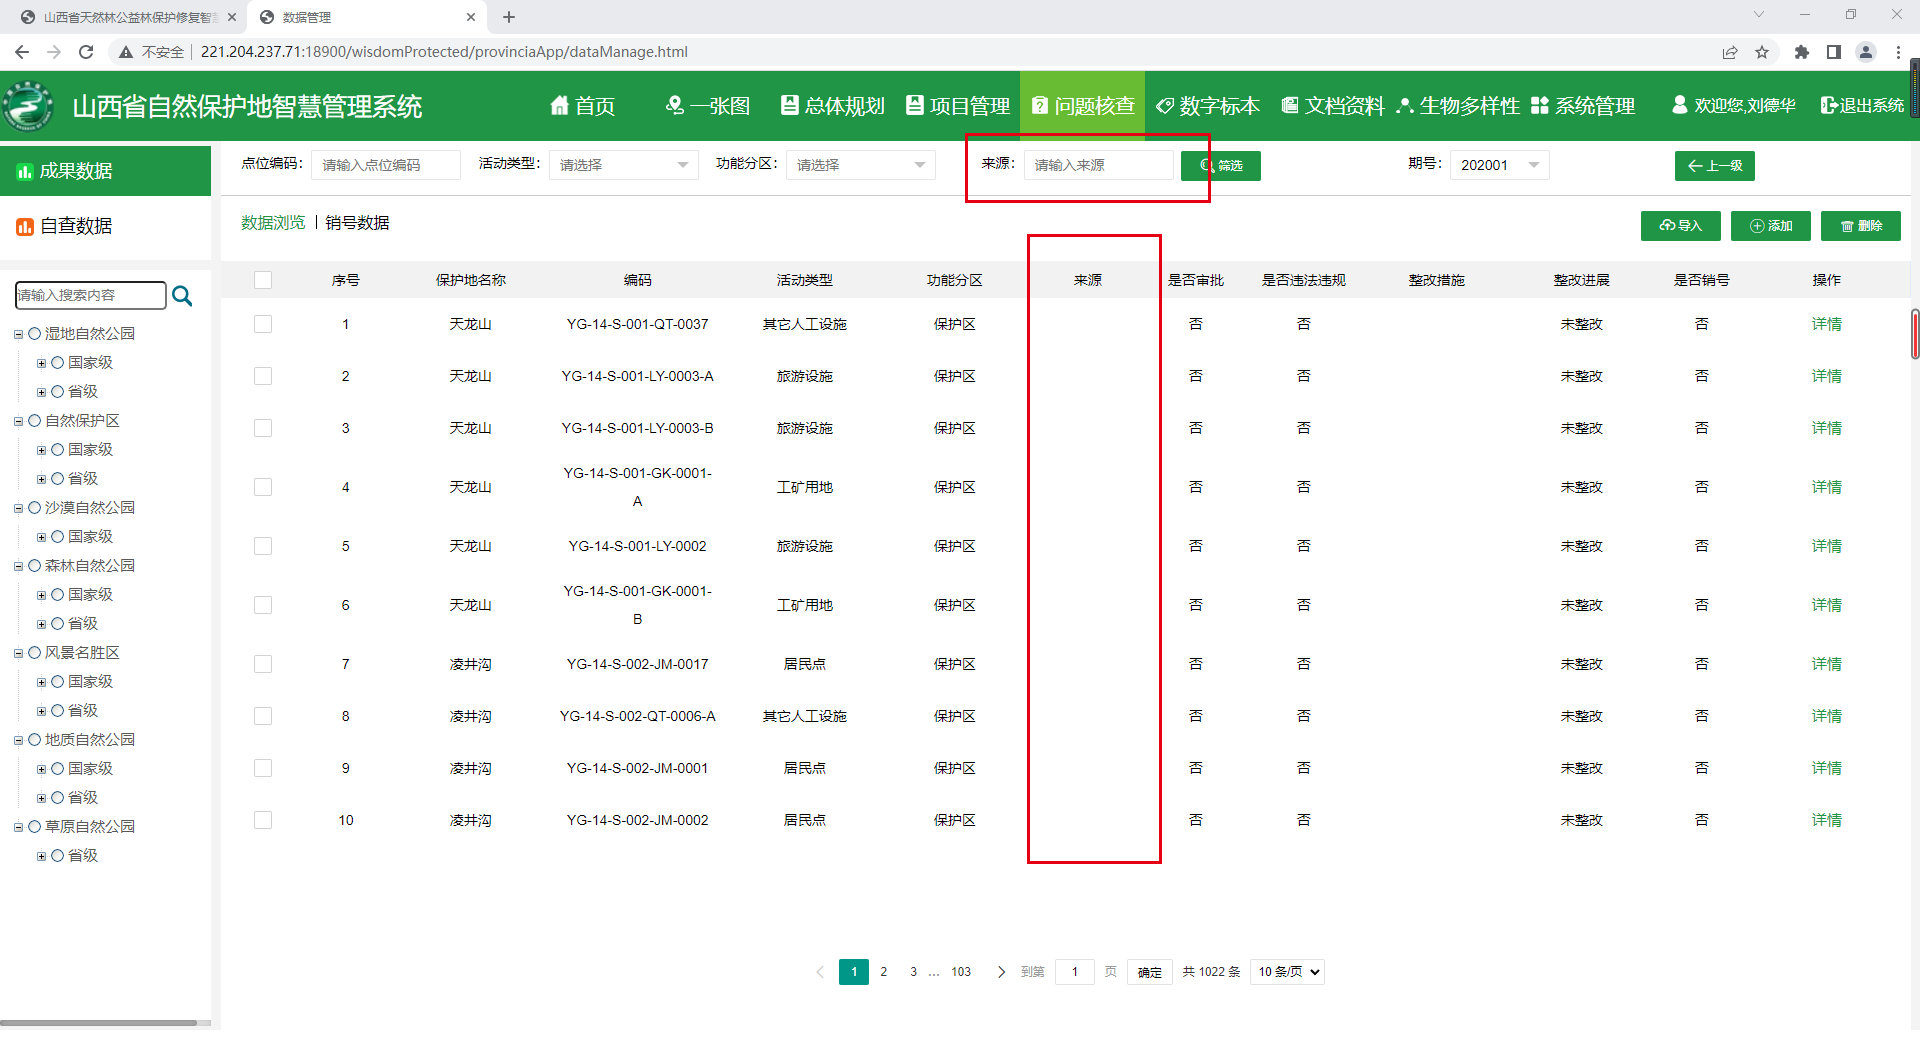 山西省天然林公益林保护修复智慧
数据管理
不安全 221.204.237.71:18900/wisdomProtected/provinciaApp/dataManage.html
山西省自然保护地智慧管理系统 首页 一张图 总体规划 项目管理 问题核查 数字标本 文档资料 生物多样性 系统管理 欢迎您,刘德华 退出系统
成果数据
自查数据
点位编码: 请输入点位编码 活动类型: 请选择 功能分区: 请选择 来源: 请输入来源 筛选 期号: 202001 上一级
数据浏览 | 销号数据 导入 添加 删除
请输入搜索内容
湿地自然公园
国家级
省级
自然保护区
国家级
省级
沙漠自然公园
国家级
森林自然公园
国家级
省级
风景名胜区
国家级
省级
地质自然公园
国家级
省级
草原自然公园
省级
序号 保护地名称 编码 活动类型 功能分区 来源 是否审批 是否违法违规 整改措施 整改进展 是否销号 操作
1 天龙山 YG-14-S-001-QT-0037 其它人工设施 保护区 否 否 未整改 否 详情
2 天龙山 YG-14-S-001-LY-0003-A 旅游设施 保护区 否 否 未整改 否 详情
3 天龙山 YG-14-S-001-LY-0003-B 旅游设施 保护区 否 否 未整改 否 详情
4 天龙山 YG-14-S-001-GK-0001-
A 工矿用地 保护区 否 否 未整改 否 详情
5 天龙山 YG-14-S-001-LY-0002 旅游设施 保护区 否 否 未整改 否 详情
6 天龙山 YG-14-S-001-GK-0001-
B 工矿用地 保护区 否 否 未整改 否 详情
7 凌井沟 YG-14-S-002-JM-0017 居民点 保护区 否 否 未整改 否 详情
8 凌井沟 YG-14-S-002-QT-0006-A 其它人工设施 保护区 否 否 未整改 否 详情
9 凌井沟 YG-14-S-002-JM-0001 居民点 保护区 否 否 未整改 否 详情
10 凌井沟 YG-14-S-002-JM-0002 居民点 保护区 否 否 未整改 否 详情
1 2 3 … 103 到第 1 页 确定 共 1022 条 10 条/页